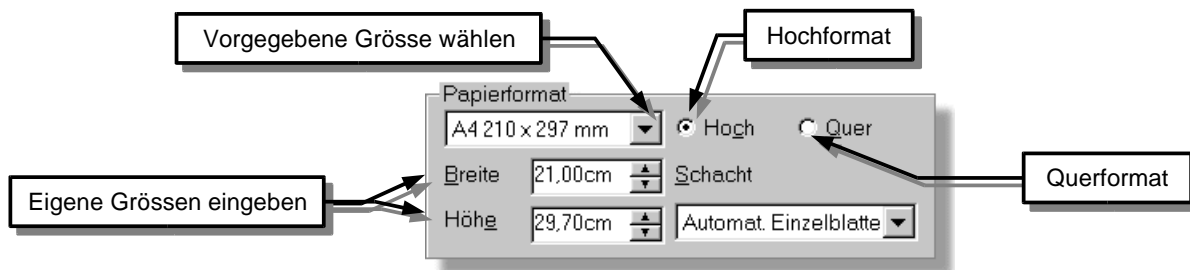 Vorgegebene Grösse wählen
Hochformat
Papierformat
A4 210 x 297 mm Hoch Quer
Breite 21,00cm Schacht
Querformat
Eigene Grössen eingeben
Höhe 29,70cm Automat. Einzelblatte